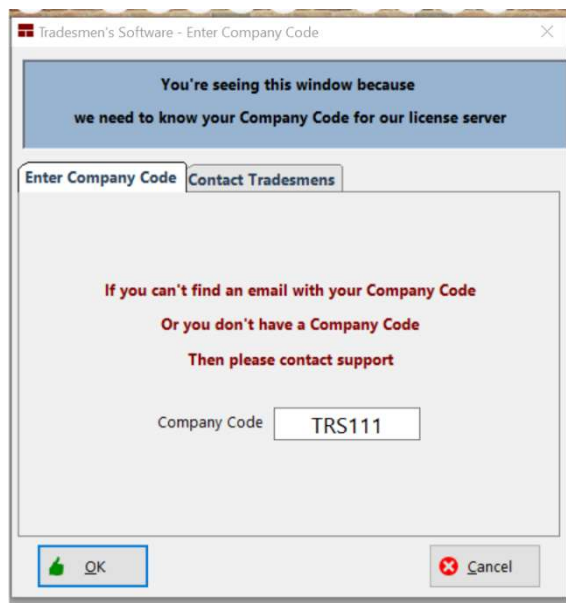 Tradesmen's Software - Enter Company Code
You're seeing this window because
we need to know your Company Code for our license server
Enter Company Code
Contact Tradesmens
If you can't find an email with your Company Code
Or you don't have a Company Code
Then please contact support
Company Code TRS111
OK
Cancel